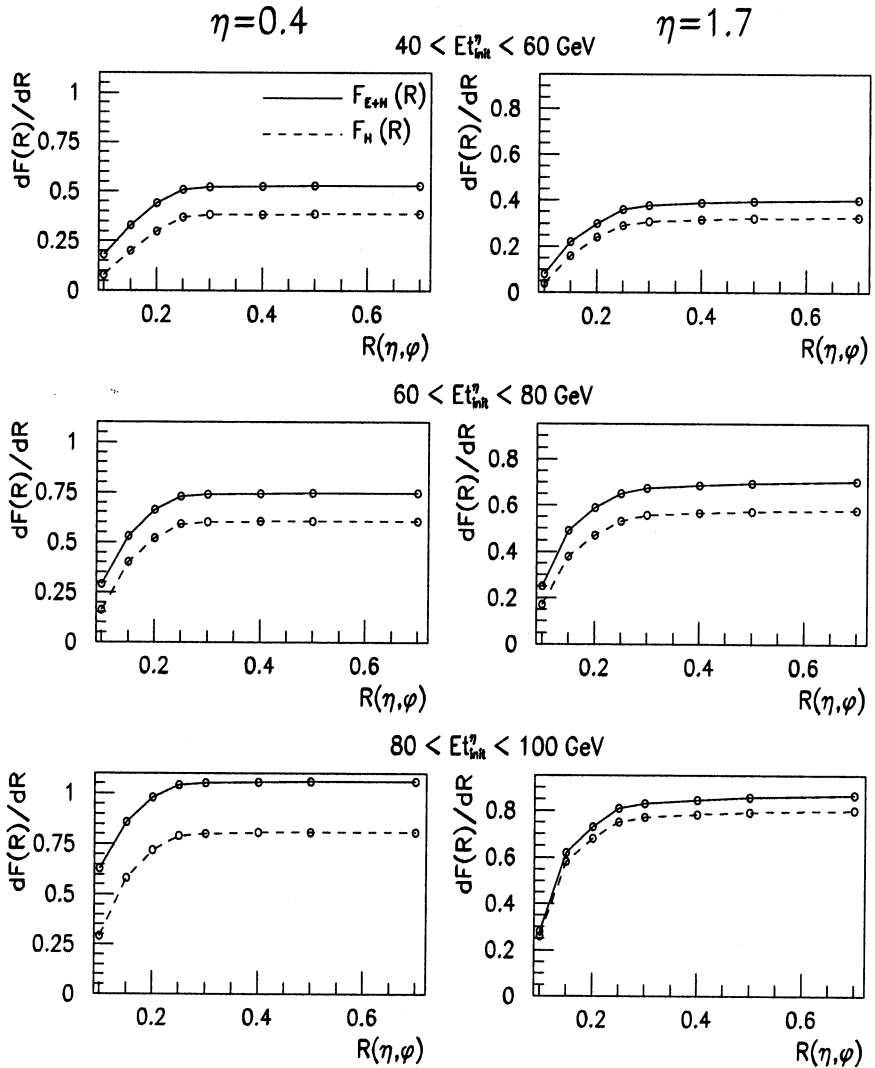 η=0.4
η=1.7
40 < Et^η_init < 60 GeV
dF(R)/dR
1
0.75
0.5
0.25
0
F_E+H (R)
F_H (R)
0.2 0.4 0.6
R(η,φ)
dF(R)/dR
0.8
0.6
0.4
0.2
0
0.2 0.4 0.6
R(η,φ)
60 < Et^η_init < 80 GeV
dF(R)/dR
1
0.75
0.5
0.25
0
0.2 0.4 0.6
R(η,φ)
dF(R)/dR
0.8
0.6
0.4
0.2
0
0.2 0.4 0.6
R(η,φ)
80 < Et^η_init < 100 GeV
dF(R)/dR
1
0.75
0.5
0.25
0
0.2 0.4 0.6
R(η,φ)
dF(R)/dR
0.8
0.6
0.4
0.2
0
0.2 0.4 0.6
R(η,φ)